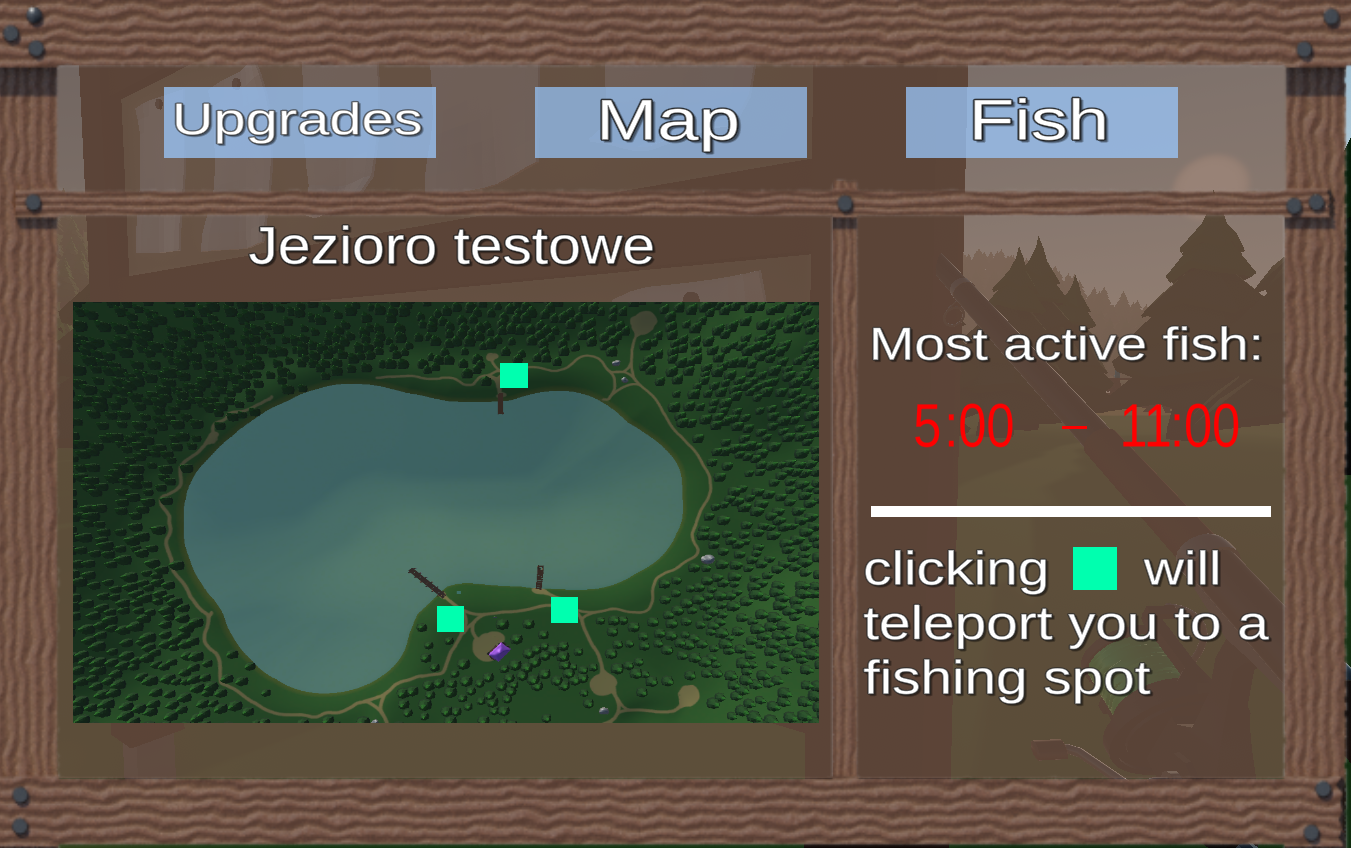 Upgrades
Map
Fish
Jezioro testowe
Most active fish:
5:00 – 11:00
clicking will
teleport you to a
fishing spot